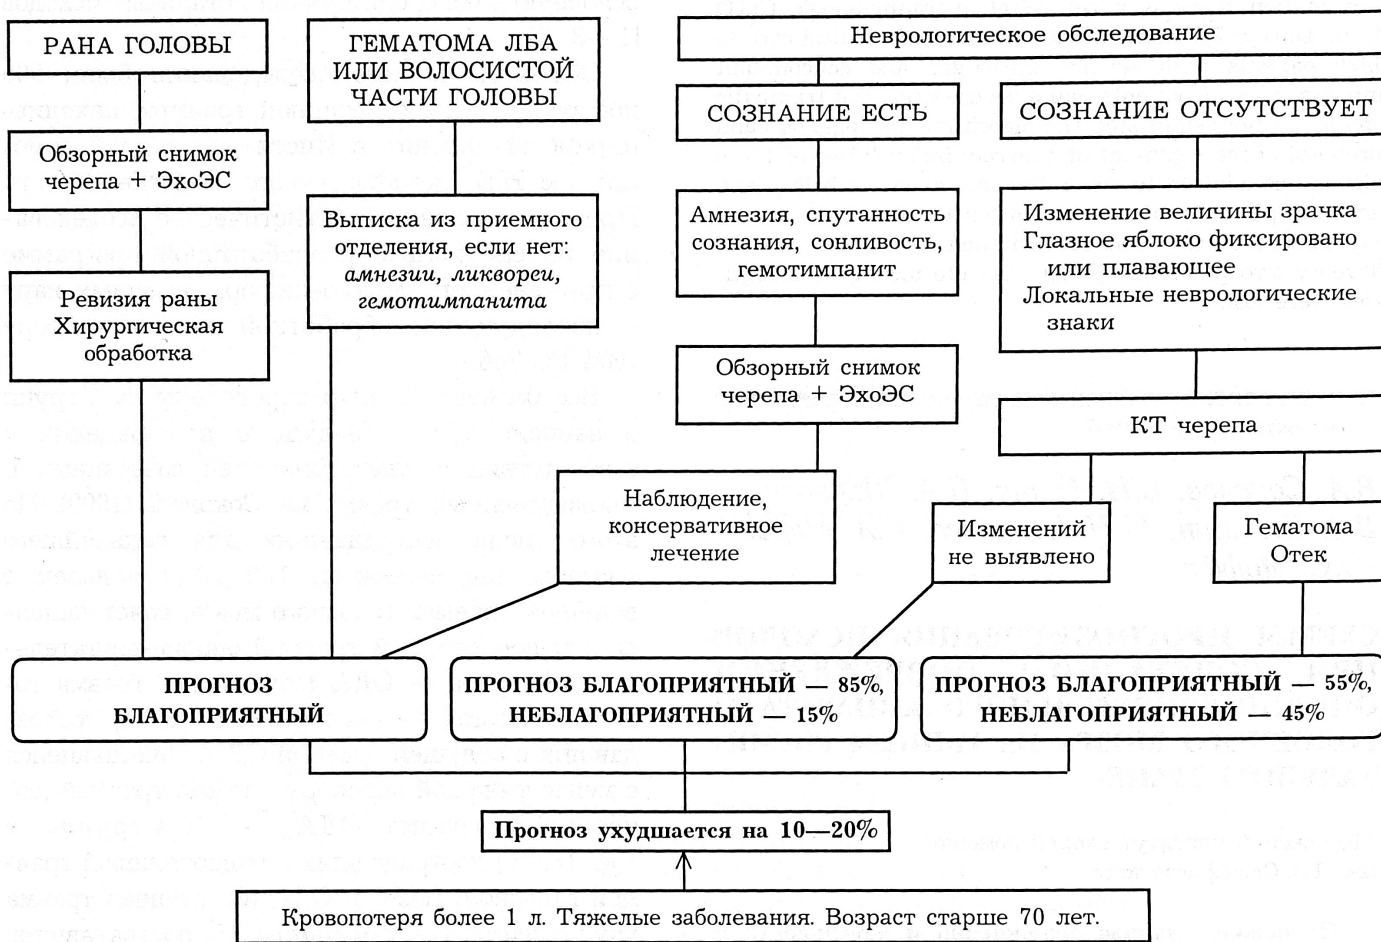 РАНА ГОЛОВЫ
Обзорный снимок
черепа + ЭхоЭС
Ревизия раны
Хирургическая
обработка
ГЕМАТОМА ЛБА
ИЛИ ВОЛОСИСТОЙ
ЧАСТИ ГОЛОВЫ
Выписка из приемного
отделения, если нет:
амнезии, ликвореи,
гемотимпанита
Неврологическое обследование
СОЗНАНИЕ ЕСТЬ
Амнезия, спутанность
сознания, сонливость,
гемотимпанит
Обзорный снимок
черепа + ЭхоЭС
Наблюдение,
консервативное
лечение
СОЗНАНИЕ ОТСУТСТВУЕТ
Изменение величины зрачка
Глазное яблоко фиксировано
или плавающее
Локальные неврологические
знаки
КТ черепа
Изменений
не выявлено
Гематома
Отек
ПРОГНОЗ
БЛАГОПРИЯТНЫЙ
ПРОГНОЗ БЛАГОПРИЯТНЫЙ — 85%,
НЕБЛАГОПРИЯТНЫЙ — 15%
ПРОГНОЗ БЛАГОПРИЯТНЫЙ — 55%,
НЕБЛАГОПРИЯТНЫЙ — 45%
Прогноз ухудшается на 10—20%
Кровопотеря более 1 л. Тяжелые заболевания. Возраст старше 70 лет.